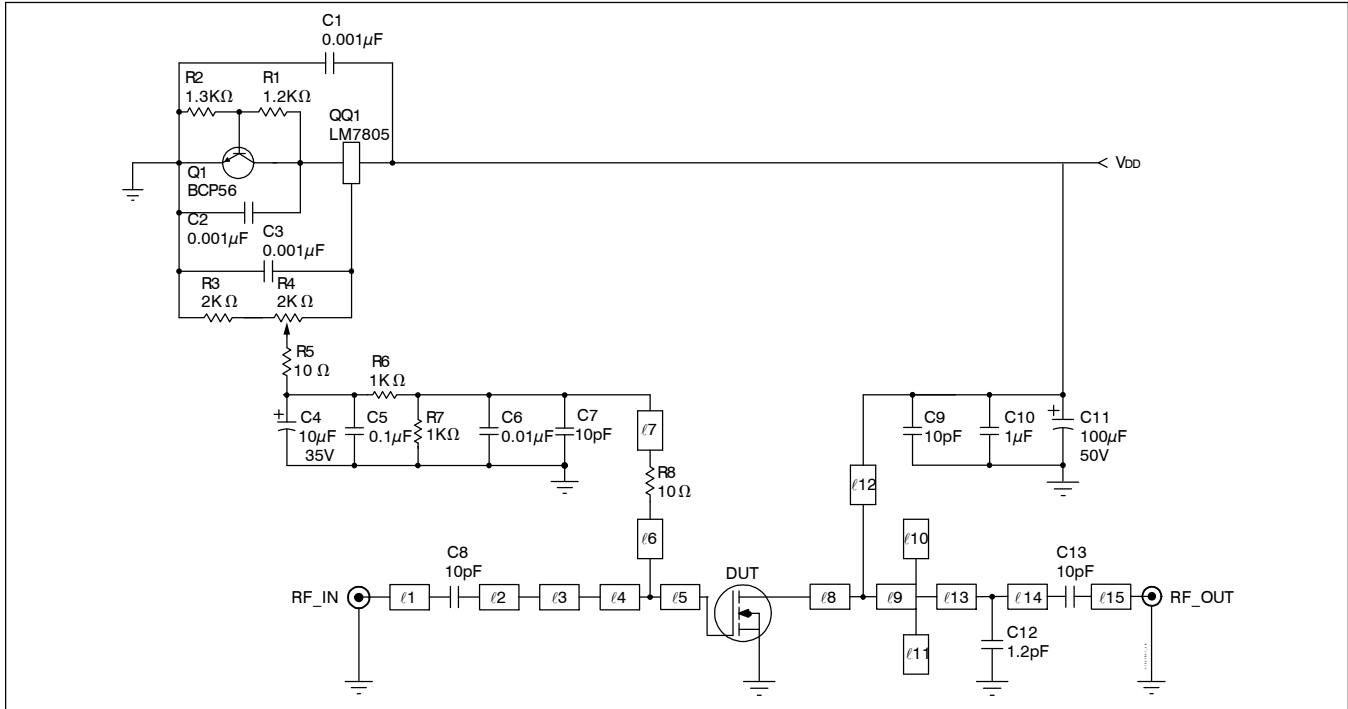 C1
0.001µF
R2
1.3KΩ
R1
1.2KΩ
QQ1
LM7805
Q1
BCP56
VDD
C2
0.001µF
C3
0.001µF
R3
2KΩ
R4
2KΩ
R5
10 Ω
R6
1KΩ
+
C4
10µF
35V
C5
0.1µF
R7
1KΩ
C6
0.01µF
C7
10pF
ℓ7
R8
10 Ω
ℓ6
C9
10pF
C10
1µF
+
C11
100µF
50V
ℓ12
ℓ10
RF_IN
ℓ1
C8
10pF
ℓ2
ℓ3
ℓ4
ℓ5
DUT
ℓ8
ℓ9
ℓ13
ℓ14
C13
10pF
ℓ15
RF_OUT
ℓ11
C12
1.2pF